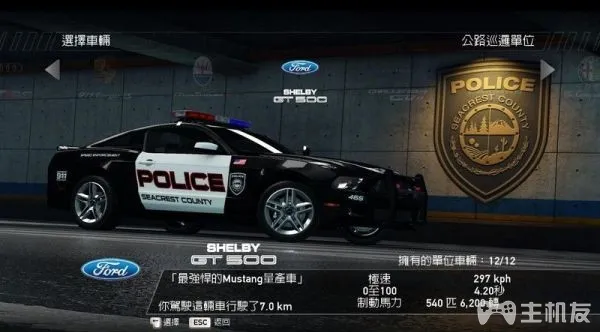 選擇車輛
公路巡邏單位
Ford
SHELBY
GT 500
POLICE
SEACREST COUNTY
POLICE
SEACREST COUNTY
911
468
SHELBY
GT 500
Ford
擁有的單位車輛：12/12
「最強悍的Mustang量產車」
極速 297 kph
0至100 4.20秒
你駕駛這輛車行駛了7.0 km
制動馬力 540 匹 6,200 轉
選擇 ESC 返回
主机友